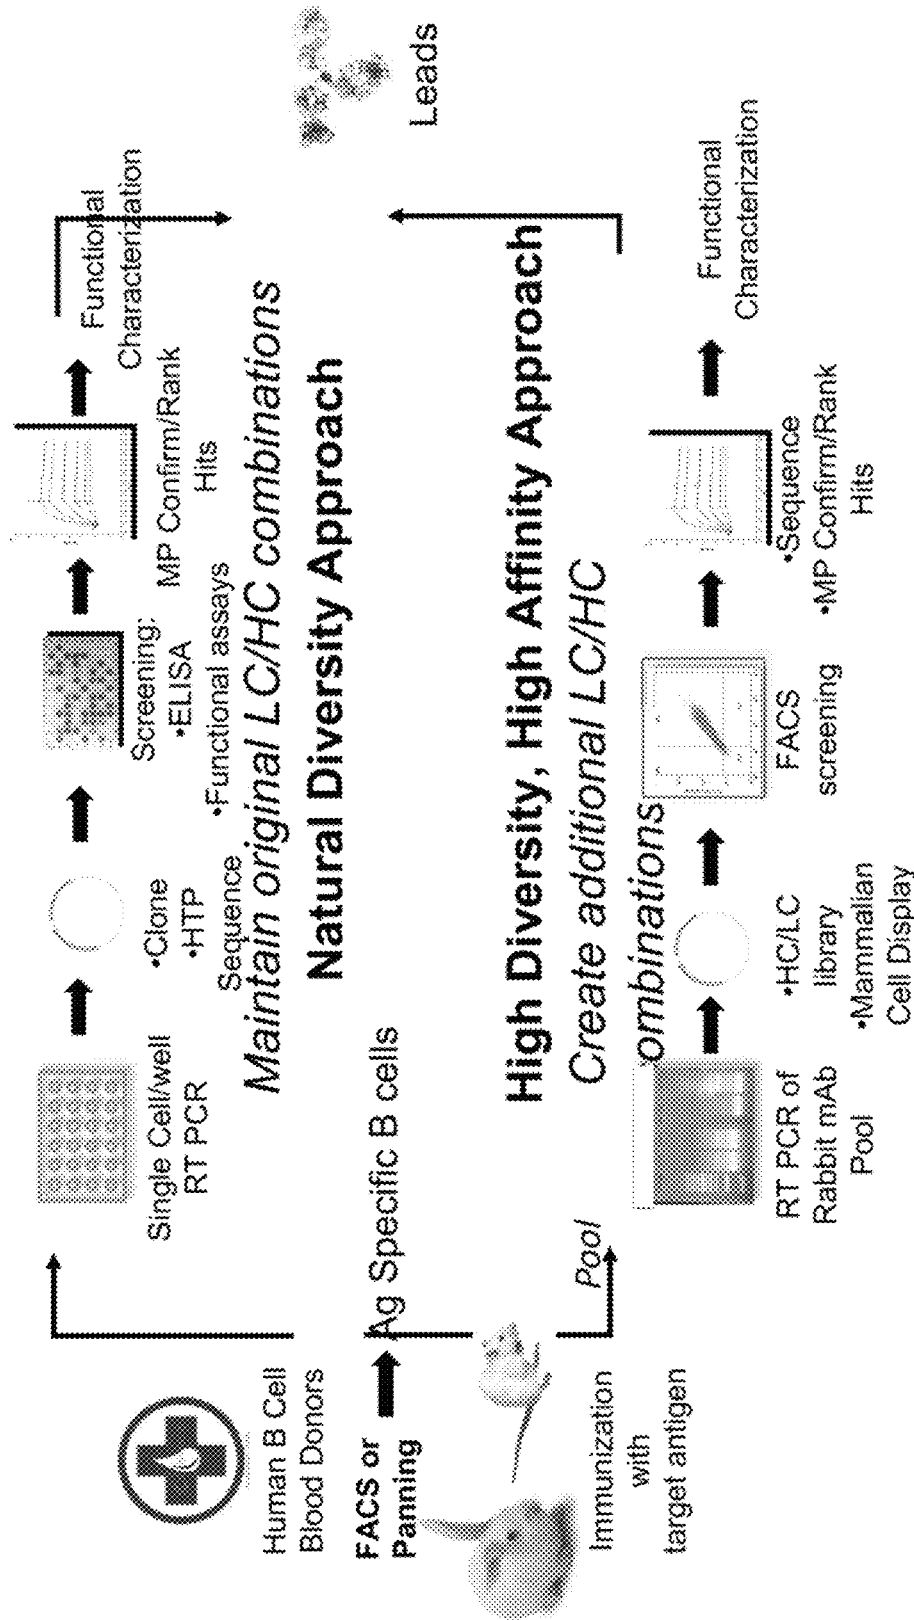 Human B Cell
Blood Donors
FACS or
Panning
Immunization
with
target antigen
Ag Specific B cells
Pool
Single Cell/well
RT PCR
•Clone
•HTP
Sequence
Screening:
•ELISA
•Functional assays
MP Confirm/Rank
Hits
Functional
Characterization
Maintain original LC/HC combinations
Natural Diversity Approach
High Diversity, High Affinity Approach
Create additional LC/HC
ombinations
RT PCR of
Rabbit mAb
Pool
•HC/LC
library
•Mammalian
Cell Display
FACS
screening
•Sequence
•MP Confirm/Rank
Hits
Functional
Characterization
Leads